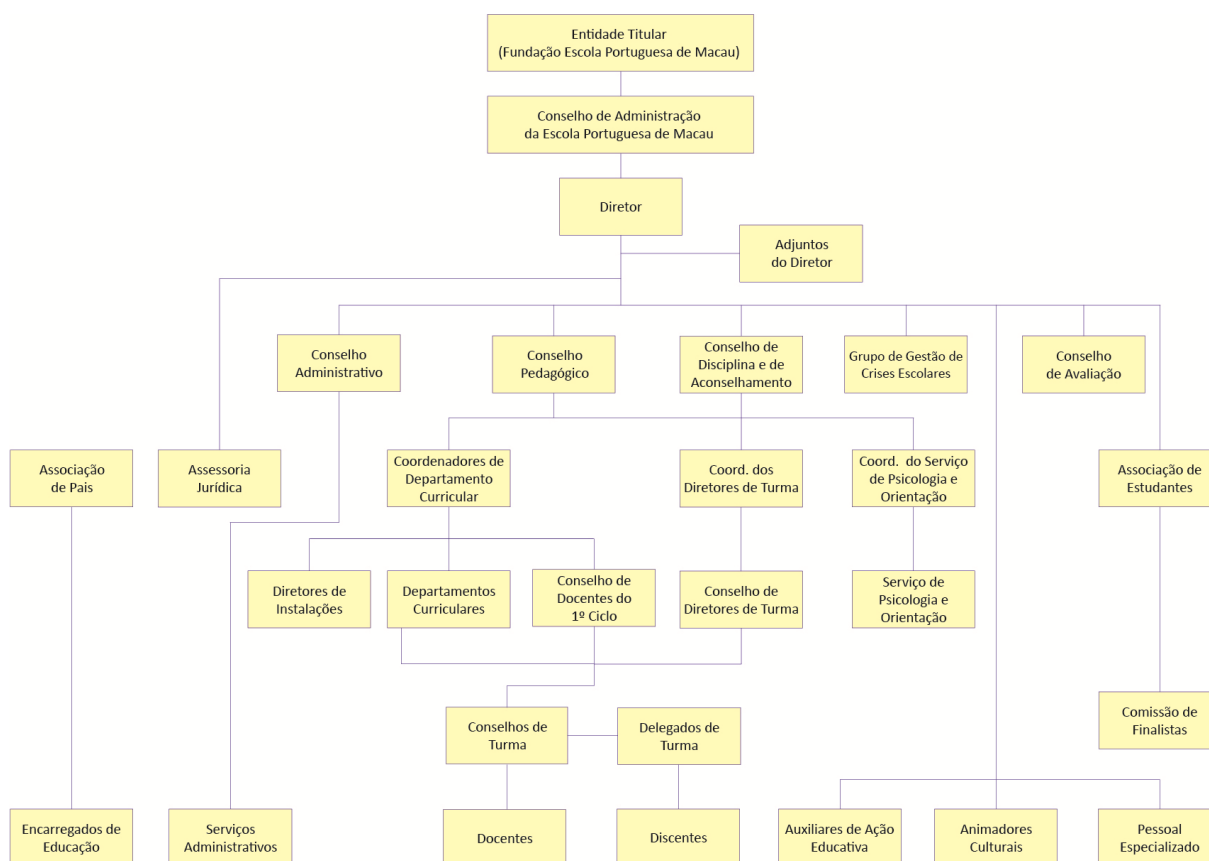 Entidade Titular
(Fundação Escola Portuguesa de Macau)
Conselho de Administração
da Escola Portuguesa de Macau
Diretor
Adjuntos
do Diretor
Conselho
Administrativo
Conselho
Pedagógico
Conselho de
Disciplina e de
Aconselhamento
Grupo de Gestão de
Crises Escolares
Conselho
de Avaliação
Associação
de Pais
Assessoria
Jurídica
Coordenadores de
Departamento
Curricular
Coord. dos
Diretores de Turma
Coord. do Serviço
de Psicologia e
Orientação
Associação de
Estudantes
Diretores de
Instalações
Departamentos
Curriculares
Conselho de
Docentes do
1º Ciclo
Conselho de
Diretores de Turma
Serviço de
Psicologia e
Orientação
Conselhos de
Turma
Delegados de
Turma
Comissão de
Finalistas
Encarregados de
Educação
Serviços
Administrativos
Docentes
Discentes
Auxiliares de Ação
Educativa
Animadores
Culturais
Pessoal
Especializado